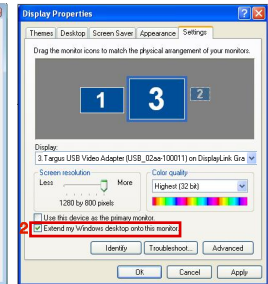 Display Properties
Themes Desktop Screen Saver Appearance Settings
Drag the monitor icons to match the physical arrangement of your monitors.
1 3 2
Display:
3. Targus USB Video Adapter (USB_02aa-100011) on DisplayLink Gra
Screen resolution
Less More
1280 by 800 pixels
Color quality
Highest (32 bit)
Use this device as the primary monitor.
2 Extend my Windows desktop onto this monitor.
Identify Troubleshoot... Advanced
OK Cancel Apply